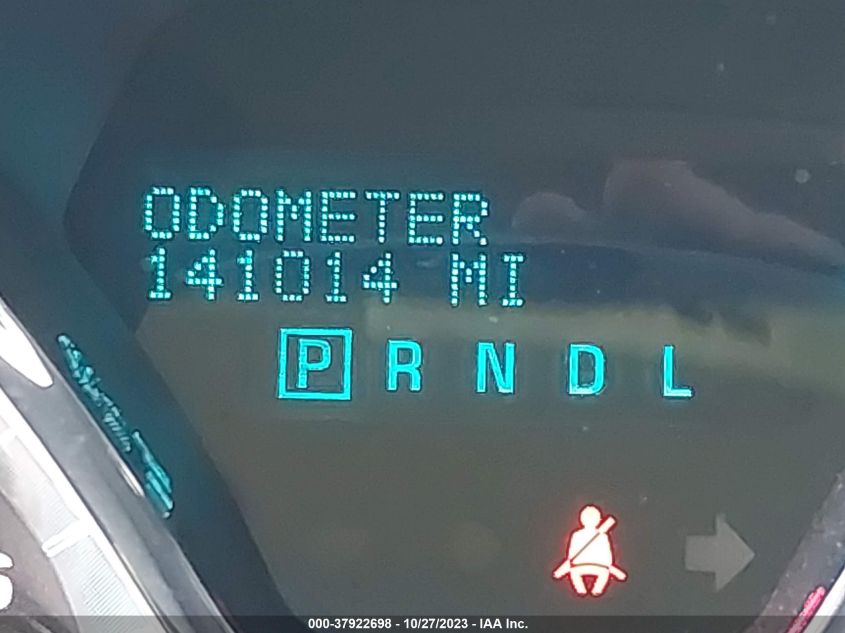 ODOMETER
141014 MI
P R N D L
000-37922698 - 10/27/2023 - IAA Inc.